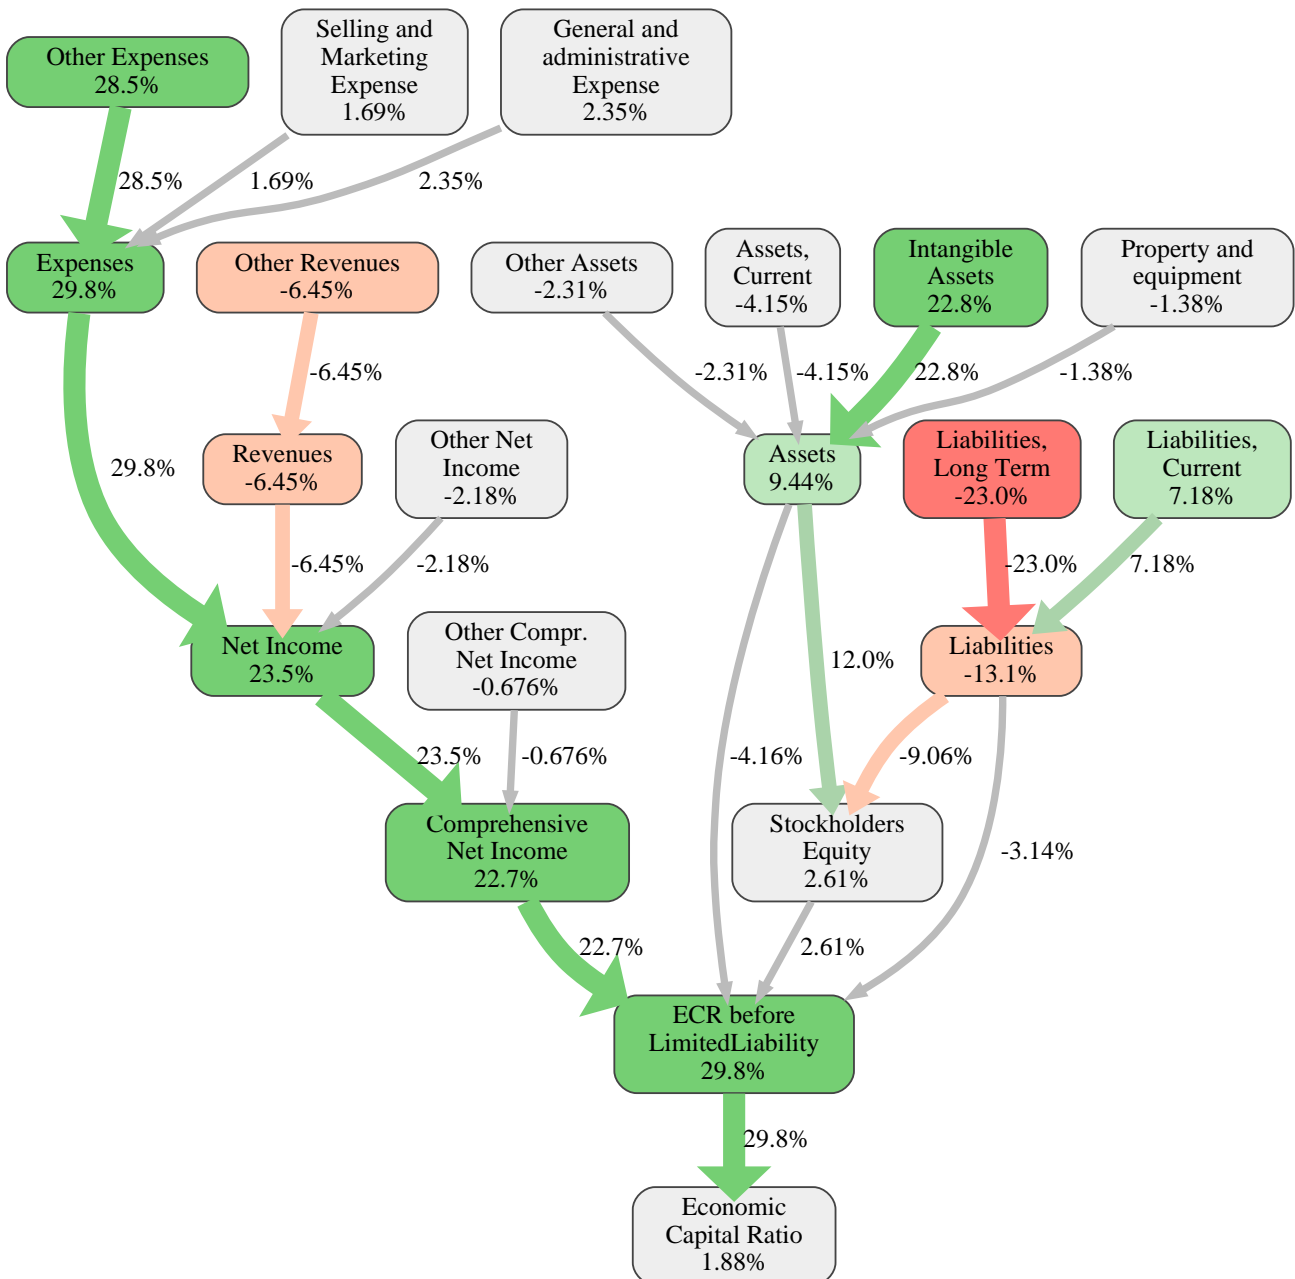 Other Expenses
28.5%
Selling and
Marketing
Expense
1.69%
General and
administrative
Expense
2.35%
28.5%
1.69%
2.35%
Expenses
29.8%
Other Revenues
-6.45%
Other Assets
-2.31%
Assets,
Current
-4.15%
Intangible
Assets
22.8%
Property and
equipment
-1.38%
-6.45%
-2.31%
-4.15%
22.8%
-1.38%
29.8%
Revenues
-6.45%
Other Net
Income
-2.18%
Assets
9.44%
Liabilities,
Long Term
-23.0%
Liabilities,
Current
7.18%
-6.45%
-2.18%
-23.0%
7.18%
Net Income
23.5%
Other Compr.
Net Income
-0.676%
12.0%
Liabilities
-13.1%
23.5%
-0.676%
-4.16%
-9.06%
Comprehensive
Net Income
22.7%
Stockholders
Equity
2.61%
-3.14%
22.7%
2.61%
ECR before
LimitedLiability
29.8%
29.8%
Economic
Capital Ratio
1.88%